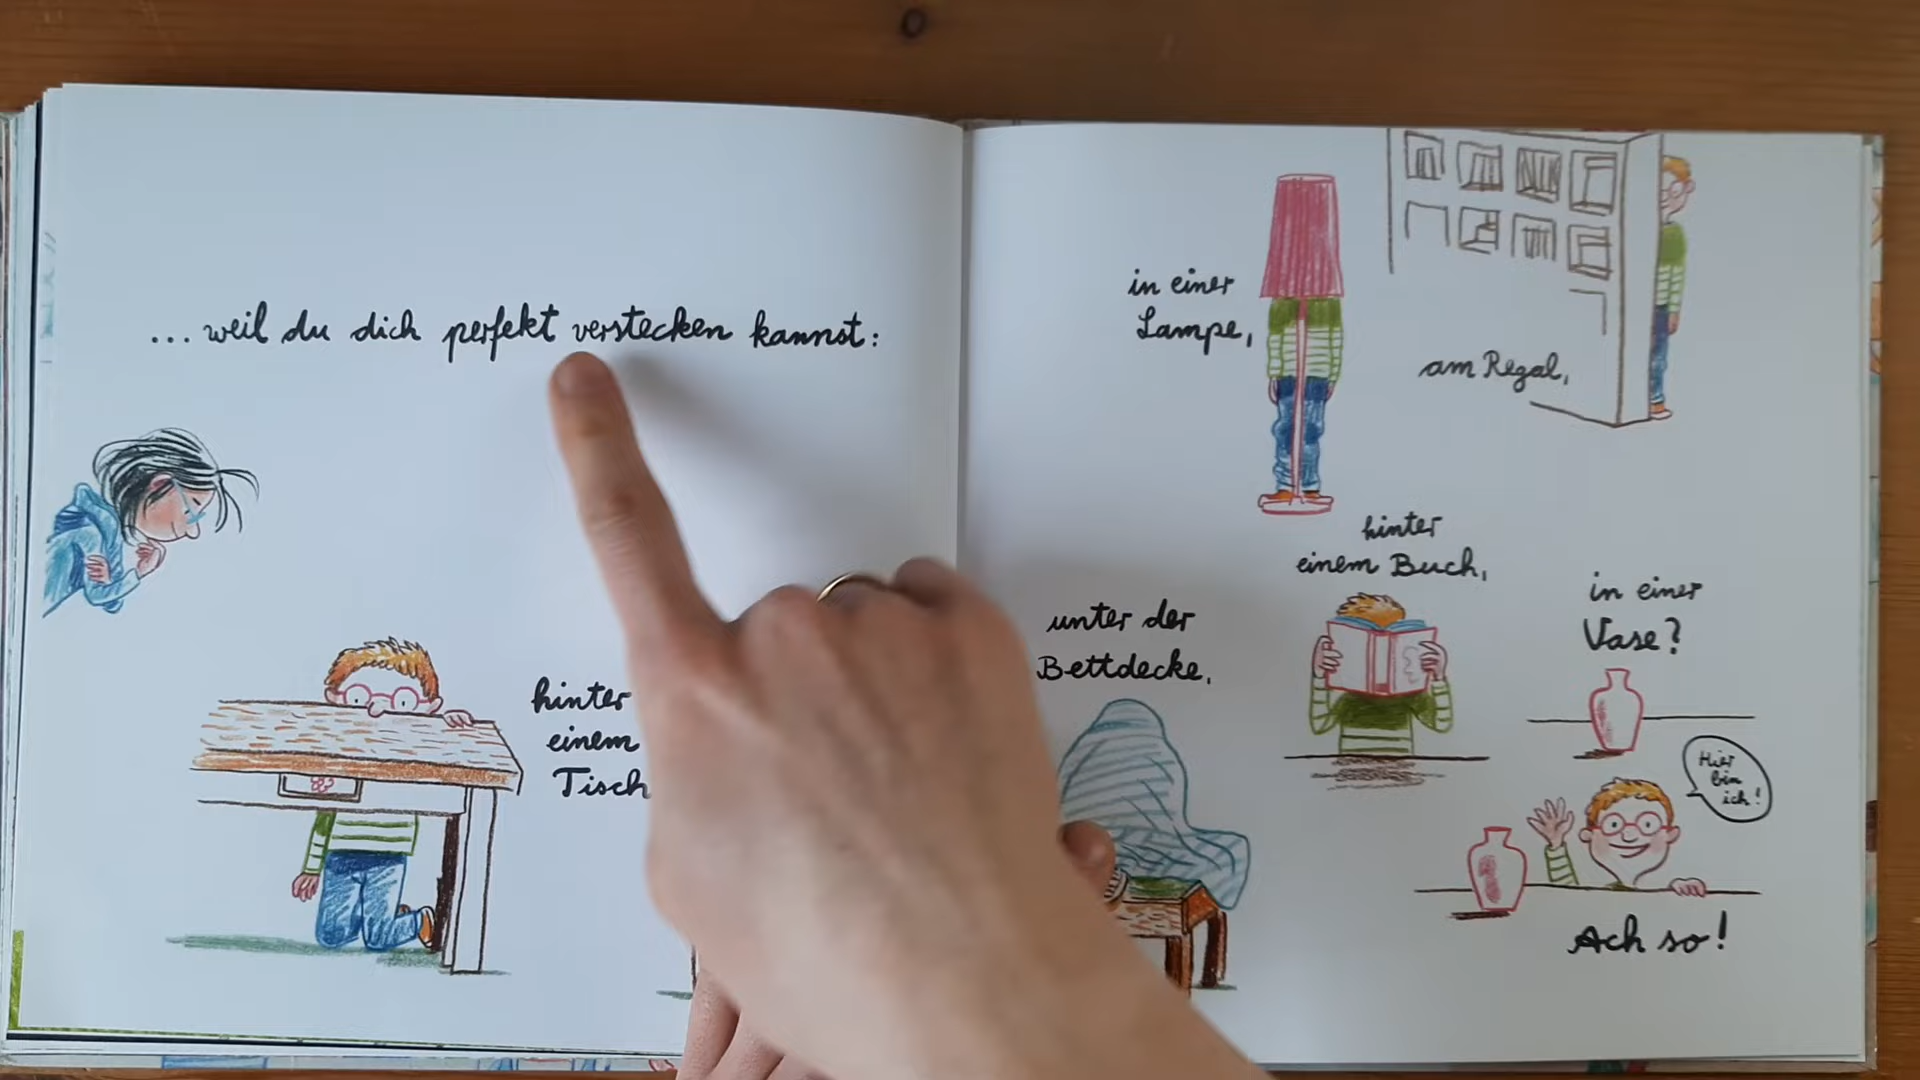 ... weil du dich perfekt verstecken kannst:
hinter
einem
Tisch
in einer
Lampe,
am Regal,
unter der
Bettdecke,
hinter
einem Buch,
in einer
Vase?
Hier
bin
ich!
Ach so!